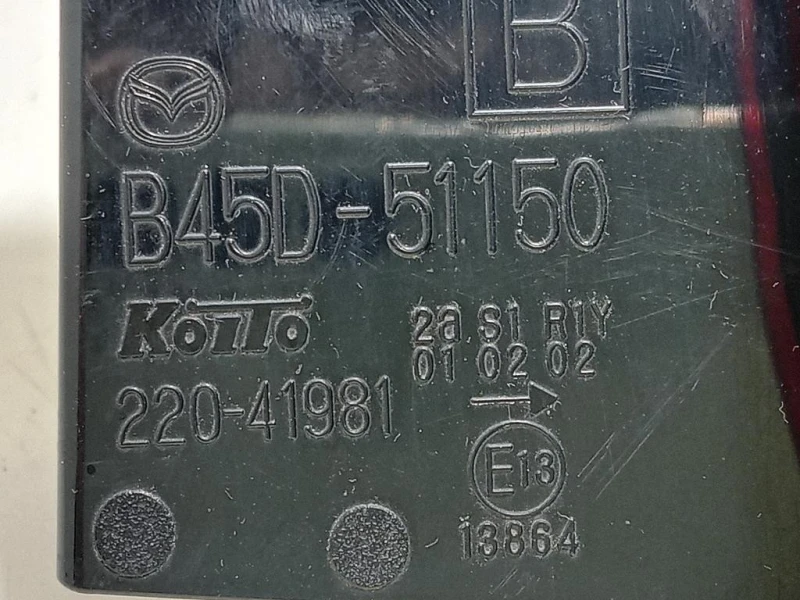 B
B45D-51150
KOITO
220-41981
2a S1 R1Y
01 02 02
E13
13864